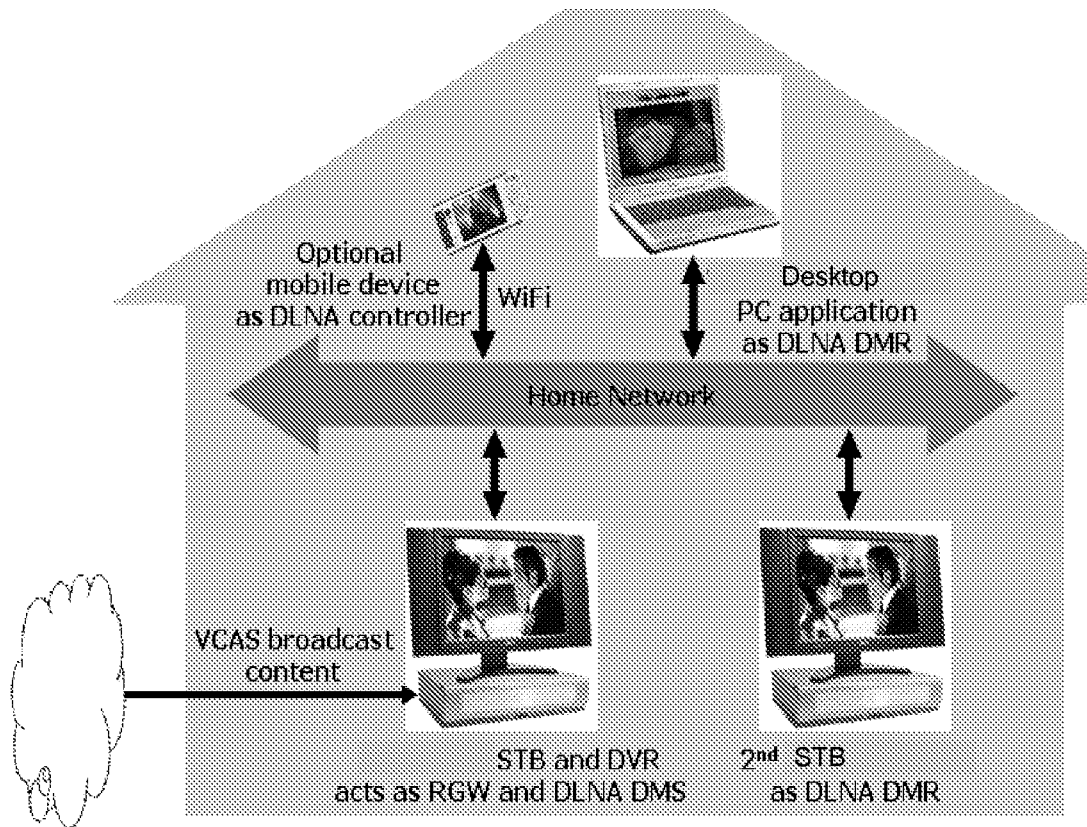 Optional
mobile device
as DLNA controller
WiFi
Desktop
PC application
as DLNA DMR
Home Network
VCAS broadcast
content
STB and DVR
acts as RGW and DLNA DMS
2nd STB
as DLNA DMR